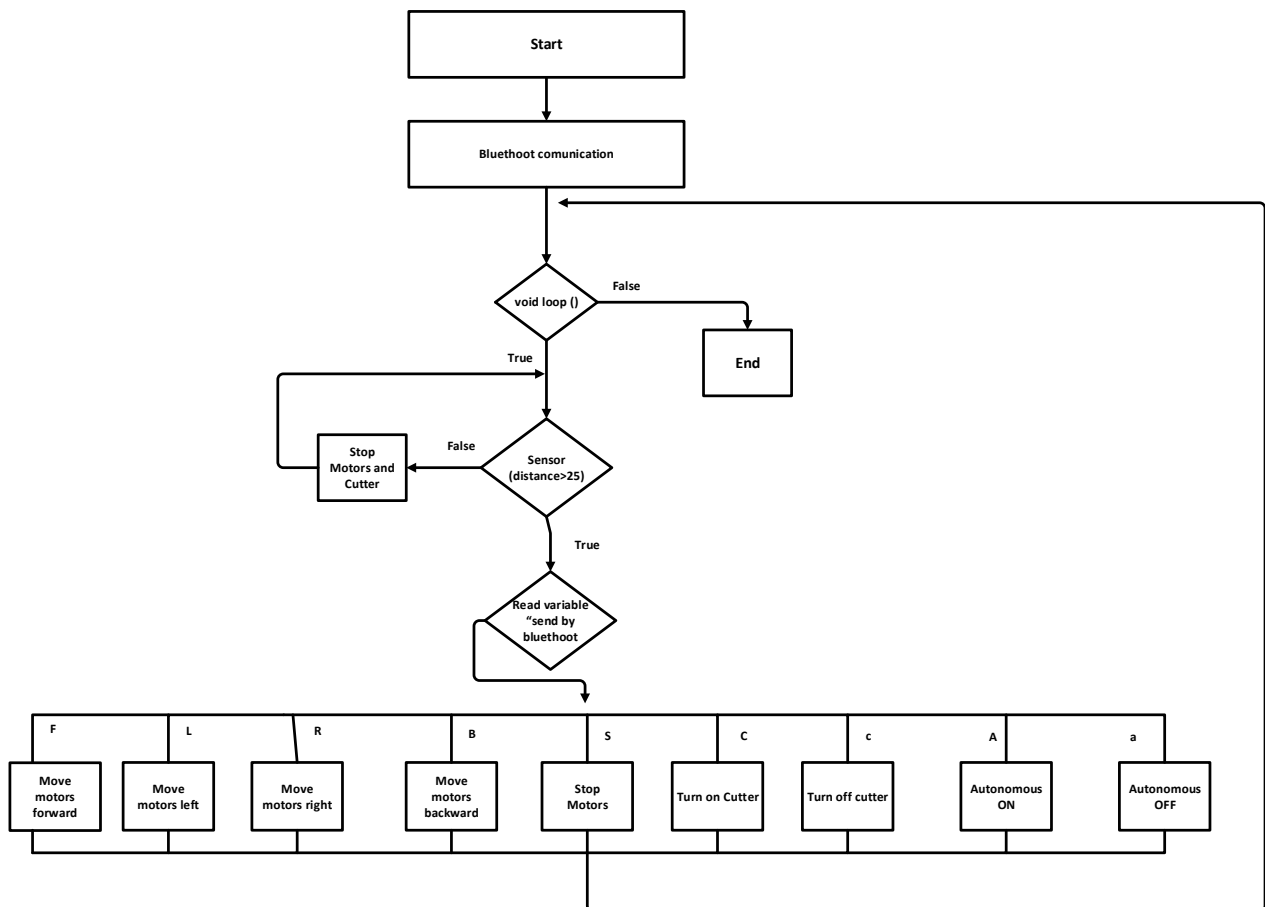 Start
Bluethoot comunication
void loop ()
False
End
True
Stop
Motors and
Cutter
False
Sensor
(distance>25)
True
Read variable
“send by
bluethoot
F
L
R
B
S
C
c
A
a
Move
motors
forward
Move
motors left
Move
motors right
Move
motors
backward
Stop
Motors
Turn on Cutter
Turn off cutter
Autonomous
ON
Autonomous
OFF